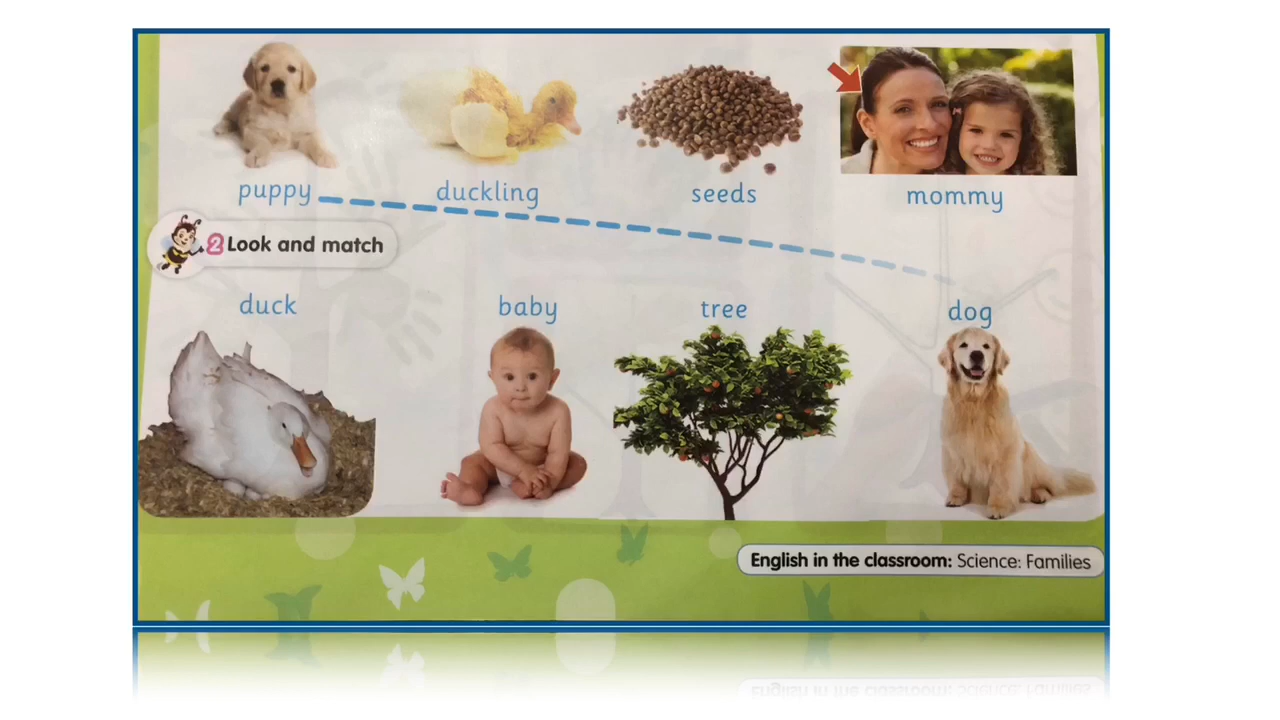 puppy duckling seeds mommy
2 Look and match
duck baby tree dog
English in the classroom: Science: Families